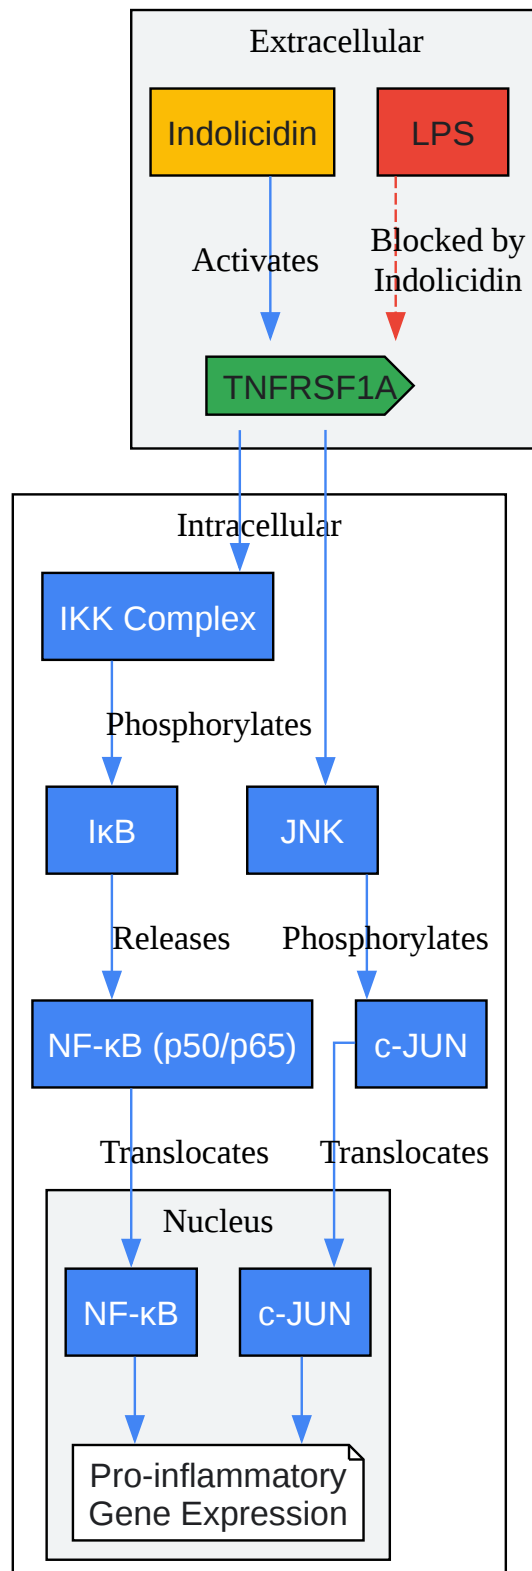 Extracellular
Indolicidin
LPS
Activates
Blocked by
Indolicidin
TNFRSF1A
Intracellular
IKK Complex
Phosphorylates
IκB
JNK
Releases
Phosphorylates
NF-κB (p50/p65)
c-JUN
Translocates
Translocates
Nucleus
NF-κB
c-JUN
Pro-inflammatory
Gene Expression